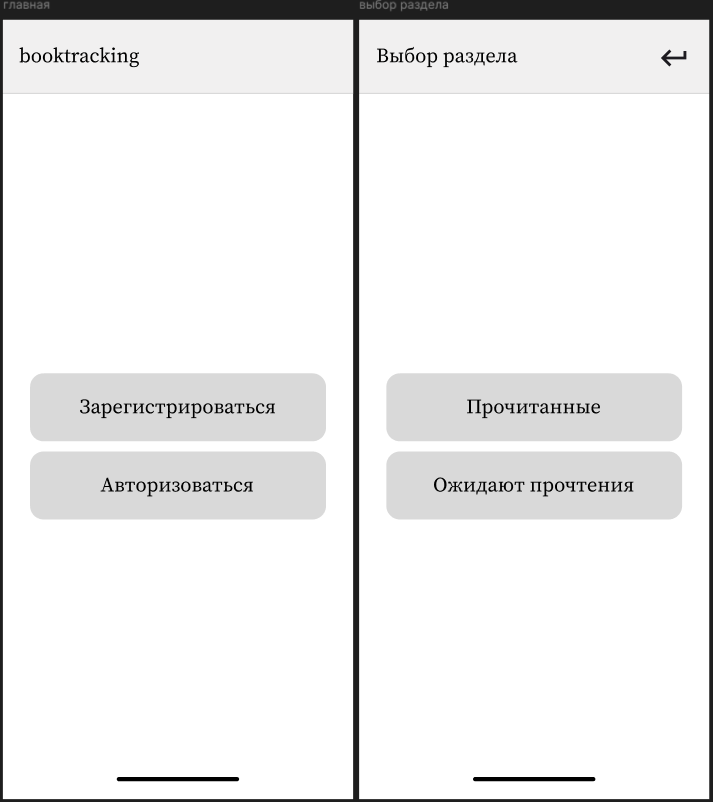 главная
выбор раздела
booktracking
Выбор раздела
Зарегистрироваться
Авторизоваться
Прочитанные
Ожидают прочтения